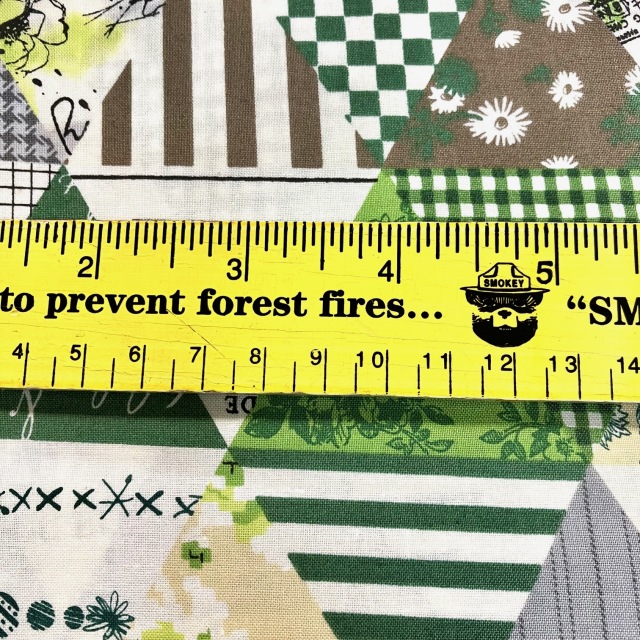 2 3 4 5
SMOKEY
to prevent forest fires... “SM
4 5 6 7 8 9 10 11 12 13 14
DE